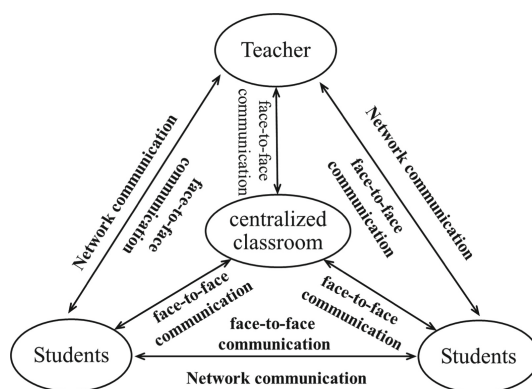 Teacher
Network communication
face-to-face
communication
face-to-face
communication
face-to-face
communication
Network communication
centralized
classroom
face-to-face
communication
face-to-face
communication
face-to-face
communication
Students
Students
Network communication